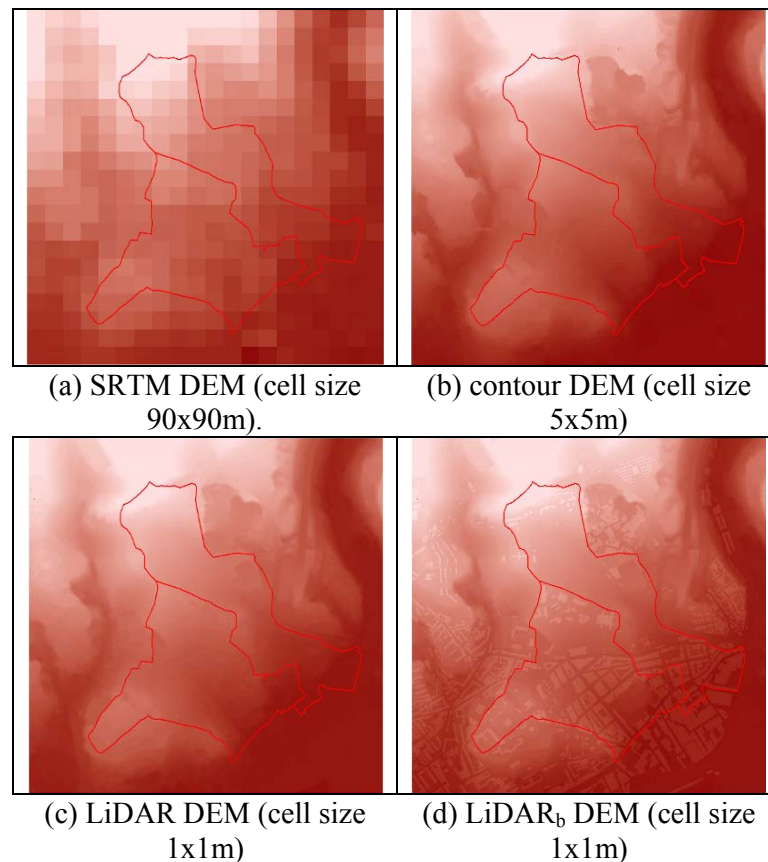 (a) SRTM DEM (cell size
90x90m).
(b) contour DEM (cell size
5x5m)
(c) LiDAR DEM (cell size
1x1m)
(d) LiDARb DEM (cell size
1x1m)